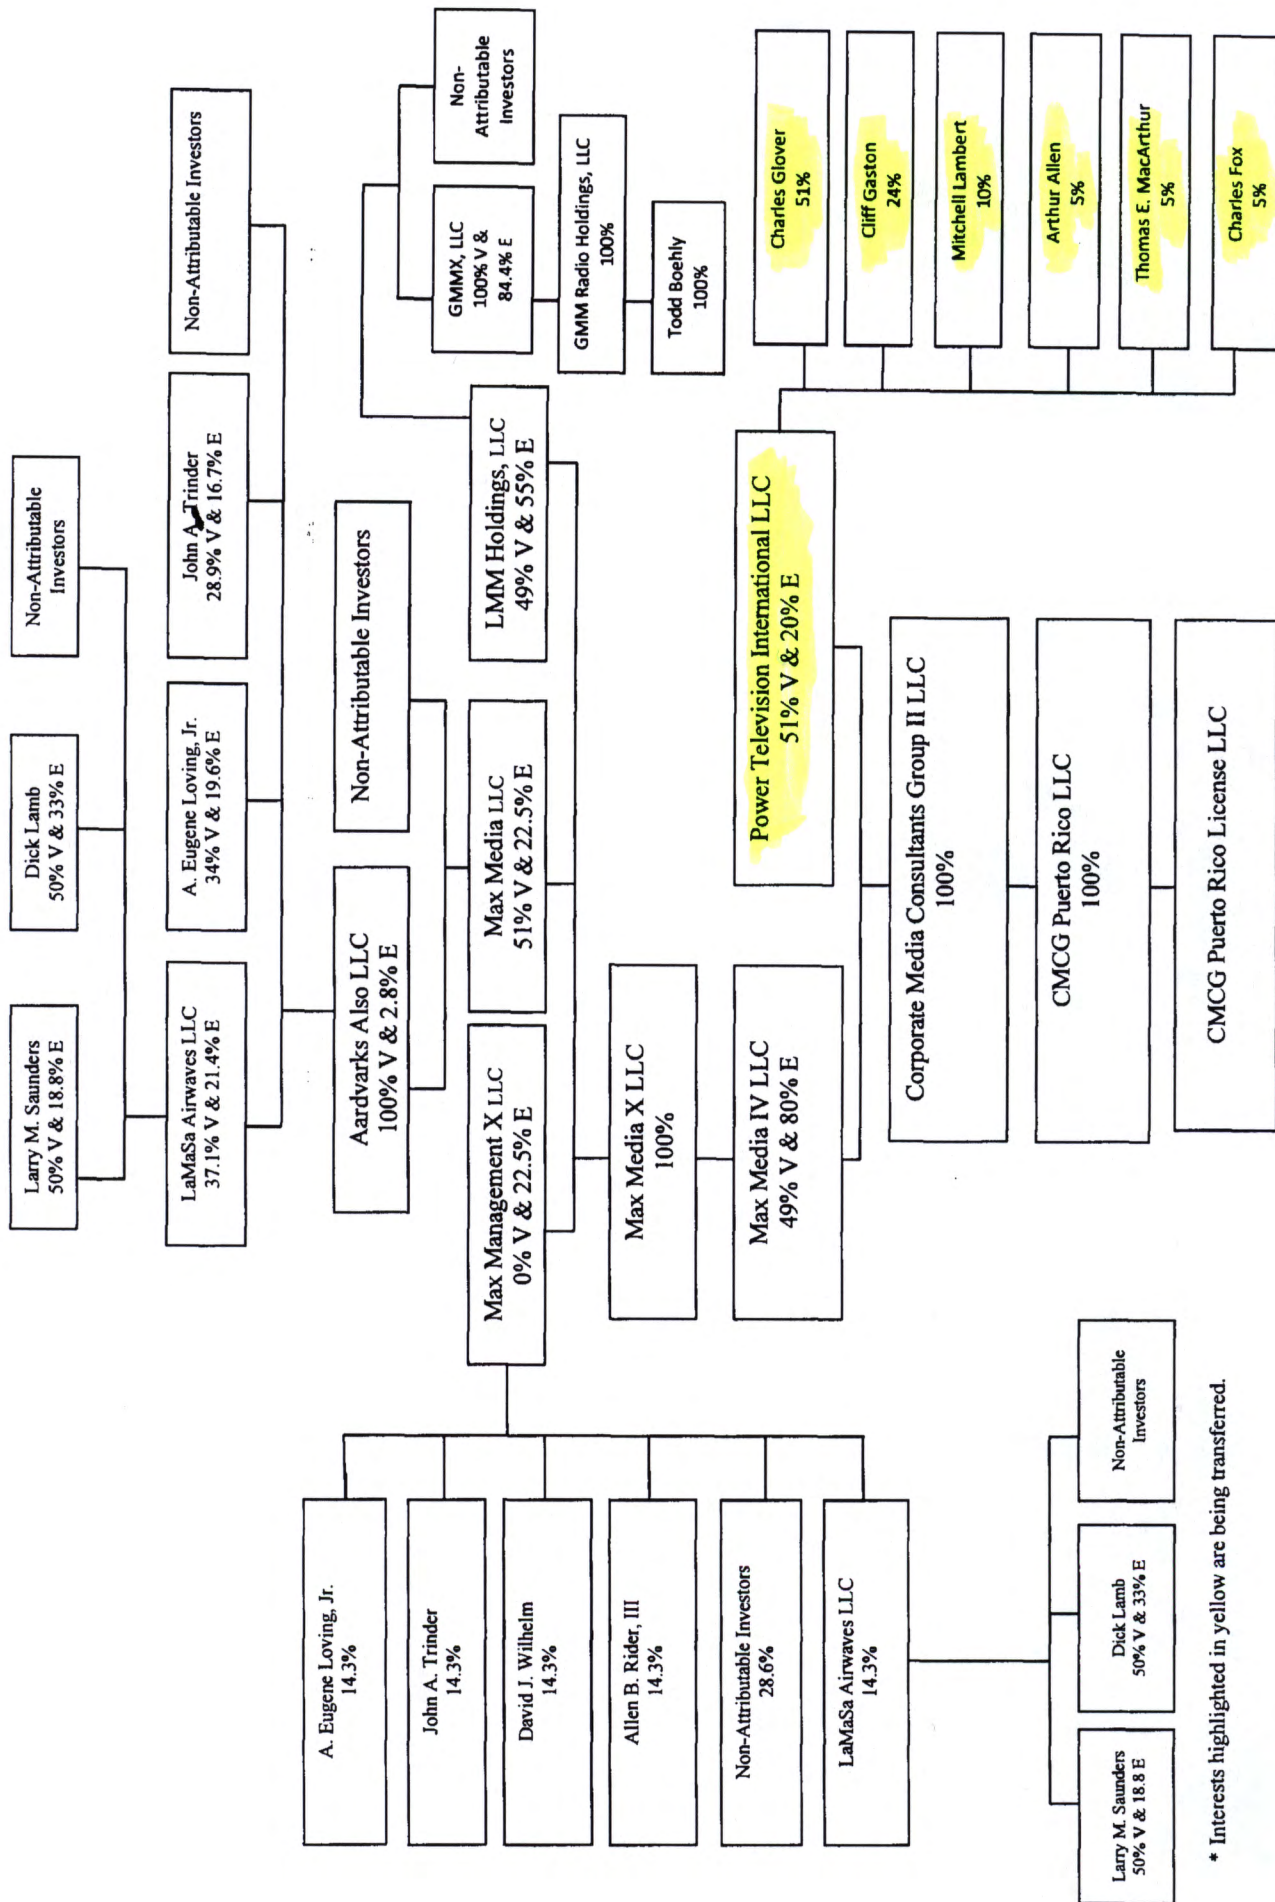 Larry M. Saunders
50% V & 18.8% E
Dick Lamb
50% V & 33% E
Non-Attributable
Investors
LaMaSa Airwaves LLC
37.1% V & 21.4% E
A. Eugene Loving, Jr.
34% V & 19.6% E
John A. Trinder
28.9% V & 16.7% E
Non-Attributable Investors
Aardvarks Also LLC
100% V & 2.8% E
Non-Attributable Investors
GMMX, LLC
100% V &
84.4% E
Non-
Attributable
Investors
Max Management X LLC
0% V & 22.5% E
Max Media LLC
51% V & 22.5% E
LMM Holdings, LLC
49% V & 55% E
GMM Radio Holdings, LLC
100%
Todd Boehly
100%
A. Eugene Loving, Jr.
14.3%
John A. Trinder
14.3%
David J. Wilhelm
14.3%
Allen B. Rider, III
14.3%
Non-Attributable Investors
28.6%
LaMaSa Airwaves LLC
14.3%
Max Media X LLC
100%
Max Media IV LLC
49% V & 80% E
Power Television International LLC
51% V & 20% E
Charles Glover
51%
Cliff Gaston
24%
Mitchell Lambert
10%
Arthur Allen
5%
Thomas E. MacArthur
5%
Charles Fox
5%
Corporate Media Consultants Group II LLC
100%
CMCG Puerto Rico LLC
100%
CMCG Puerto Rico License LLC
Larry M. Saunders
50% V & 18.8 E
Dick Lamb
50% V & 33% E
Non-Attributable
Investors
* Interests highlighted in yellow are being transferred.